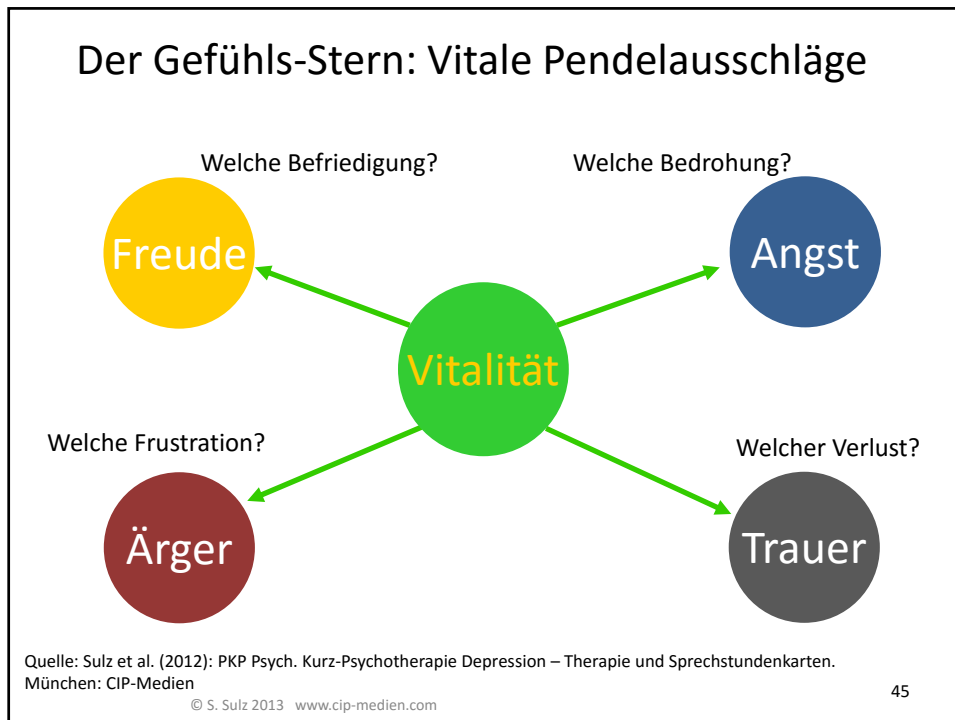 Der Gefühls-Stern: Vitale Pendelausschläge
Welche Befriedigung?
Welche Bedrohung?
Freude
Angst
Vitalität
Welche Frustration?
Welcher Verlust?
Ärger
Trauer
Quelle: Sulz et al. (2012): PKP Psych. Kurz-Psychotherapie Depression – Therapie und Sprechstundenkarten.
München: CIP-Medien
45
© S. Sulz 2013 www.cip-medien.com